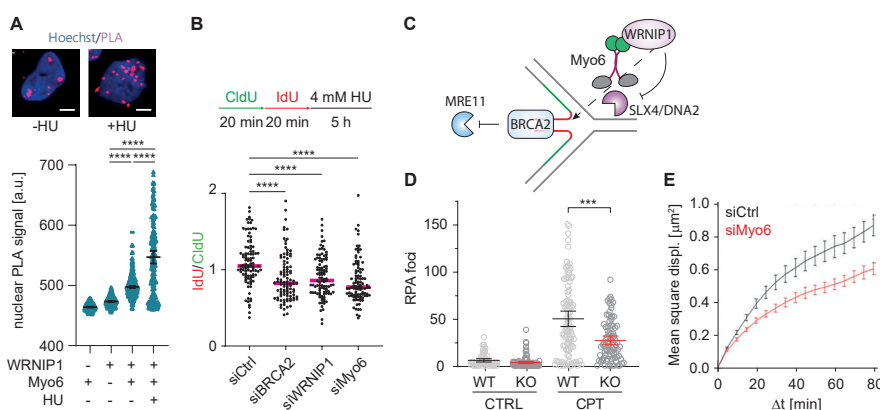 A
Hoechst/PLA
-HU
+HU
****
**** ****
nuclear PLA signal [a.u.]
700
600
500
400
WRNIP1 - + + +
Myo6 + - + +
HU - - - +
B
CldU IdU 4 mM HU
20 min 20 min 5 h
****
****
****
IdU/CldU
2
1
0
siCtrl
siBRCA2
siWRNIP1
siMyo6
C
WRNIP1
Myo6
MRE11
SLX4/DNA2
BRCA2
D
***
RPA foci
150
100
50
25
0
WT KO WT KO
CTRL CPT
E
siCtrl
siMyo6
Mean square displ. [μm²]
1.0
0.8
0.6
0.4
0.2
0
20 40 60 80
Δt [min]